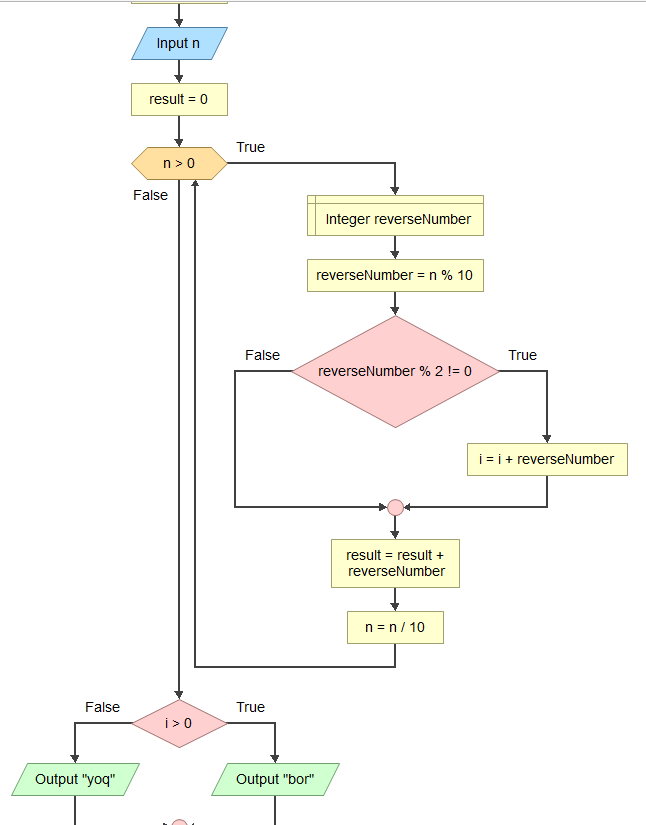 Input n
result = 0
n > 0
True
False
Integer reverseNumber
reverseNumber = n % 10
False
True
reverseNumber % 2 != 0
i = i + reverseNumber
result = result +
reverseNumber
n = n / 10
False
True
i > 0
Output "yoq"
Output "bor"